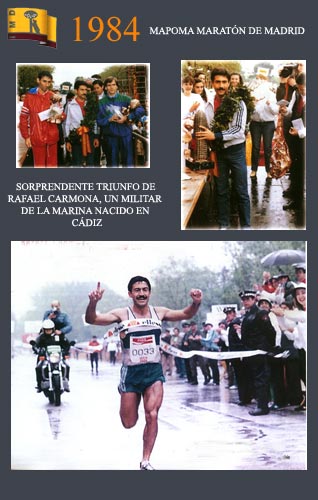 MD
1984
MAPOMA MARATÓN DE MADRID
SORPRENDENTE TRIUNFO DE
RAFAEL CARMONA, UN MILITAR
DE LA MARINA NACIDO EN
CÁDIZ
0033